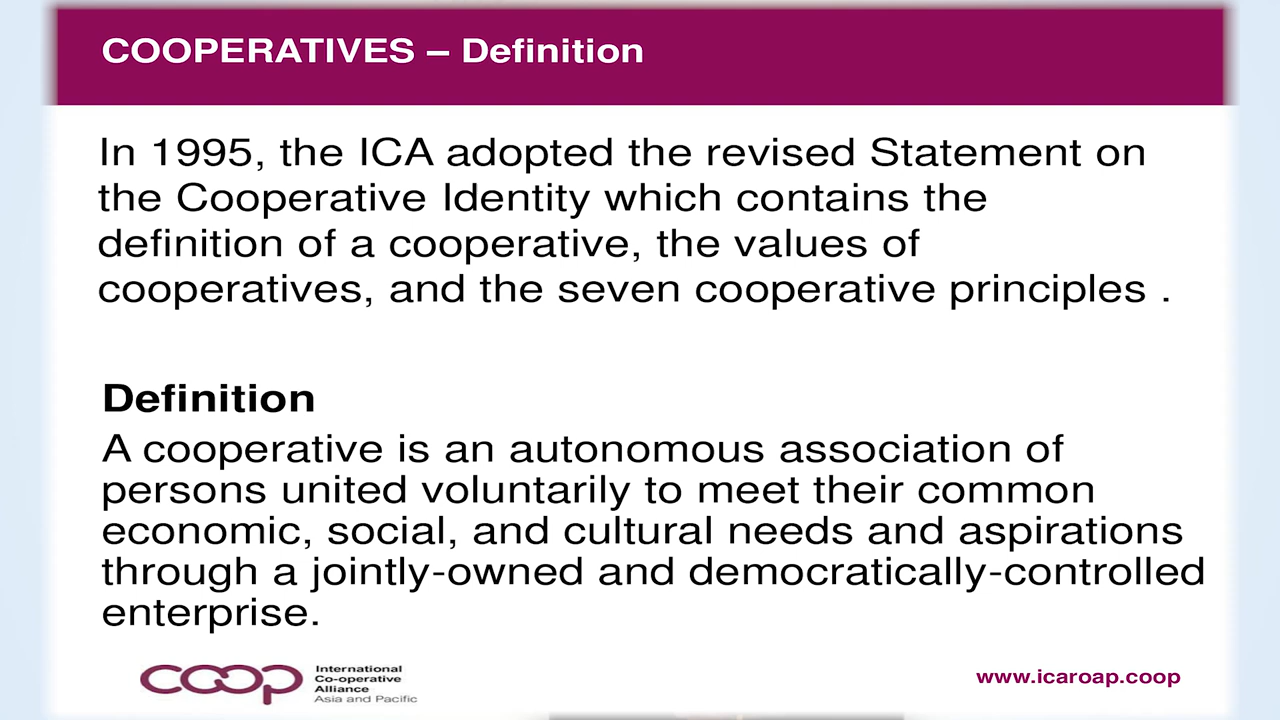 COOPERATIVES – Definition
In 1995, the ICA adopted the revised Statement on
the Cooperative Identity which contains the
definition of a cooperative, the values of
cooperatives, and the seven cooperative principles .
Definition
A cooperative is an autonomous association of
persons united voluntarily to meet their common
economic, social, and cultural needs and aspirations
through a jointly-owned and democratically-controlled
enterprise.
coop
International
Co-operative
Alliance
Asia and Pacific
www.icaroap.coop